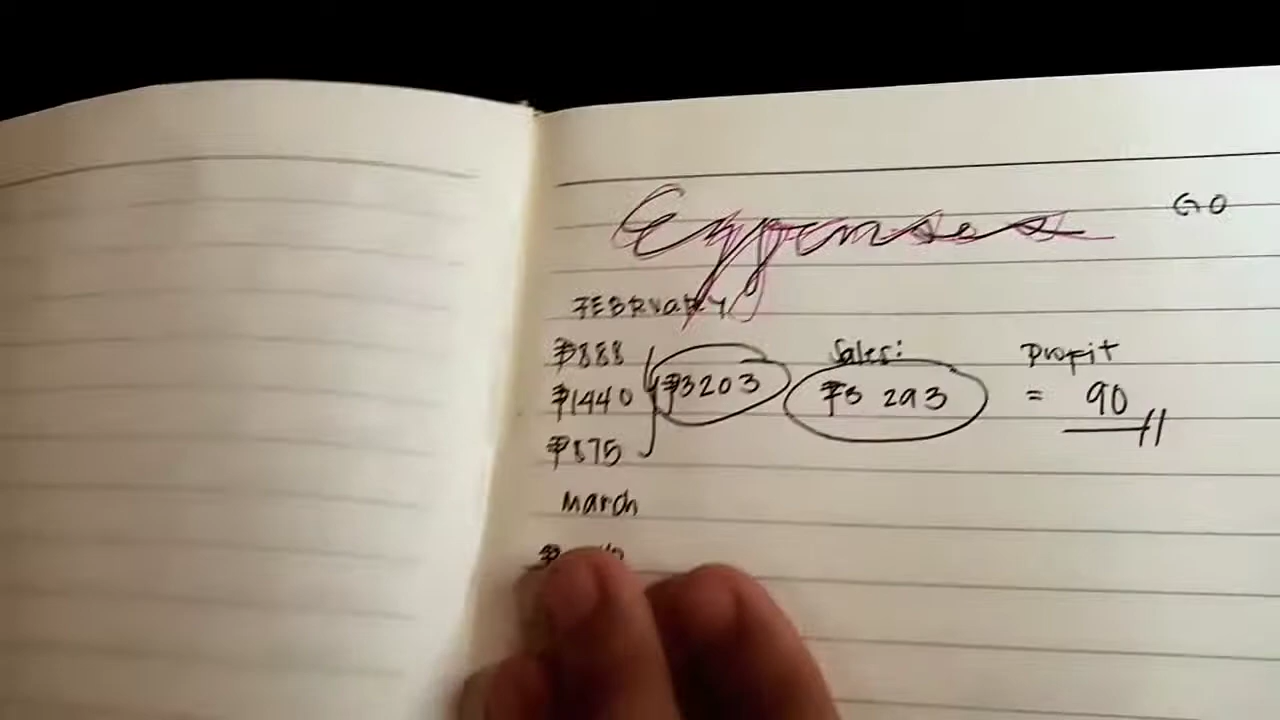 Expenses GO
FEBRUARY
₱888 Sales: Profit
₱1440 ₱3203 ₱3 293 = 90
₱875
March
₱